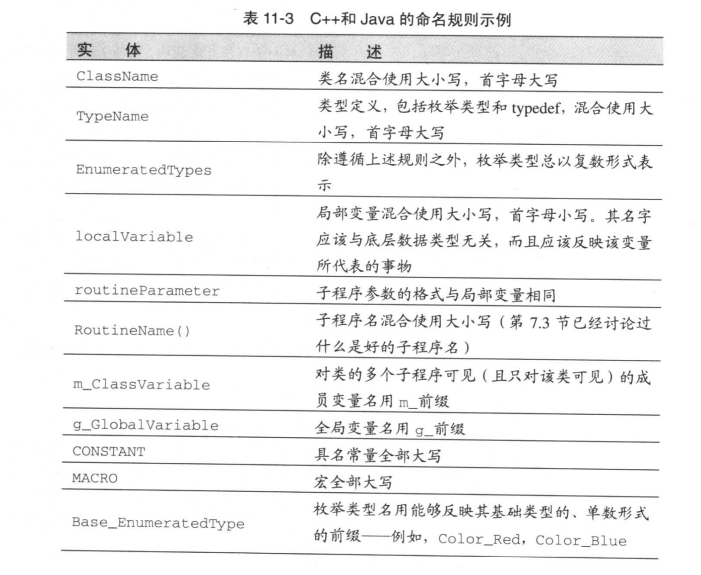 表 11-3 C++和 Java 的命名规则示例
实 体 描 述
ClassName 类名混合使用大小写，首字母大写
TypeName 类型定义，包括枚举类型和 typedef，混合使用大
小写，首字母大写
EnumeratedTypes 除遵循上述规则之外，枚举类型总以复数形式表
示
localVariable 局部变量混合使用大小写，首字母小写。其名字
应该与底层数据类型无关，而且应该反映该变量
所代表的事物
routineParameter 子程序参数的格式与局部变量相同
RoutineName() 子程序名混合使用大小写（第 7.3 节已经讨论过
什么是好的子程序名）
m_ClassVariable 对类的多个子程序可见（且只对该类可见）的成
员变量名用 m_前缀
g_GlobalVariable 全局变量名用 g_前缀
CONSTANT 具名常量全部大写
MACRO 宏全部大写
Base_EnumeratedType 枚举类型名用能够反映其基础类型的、单数形式
的前缀——例如，Color_Red，Color_Blue